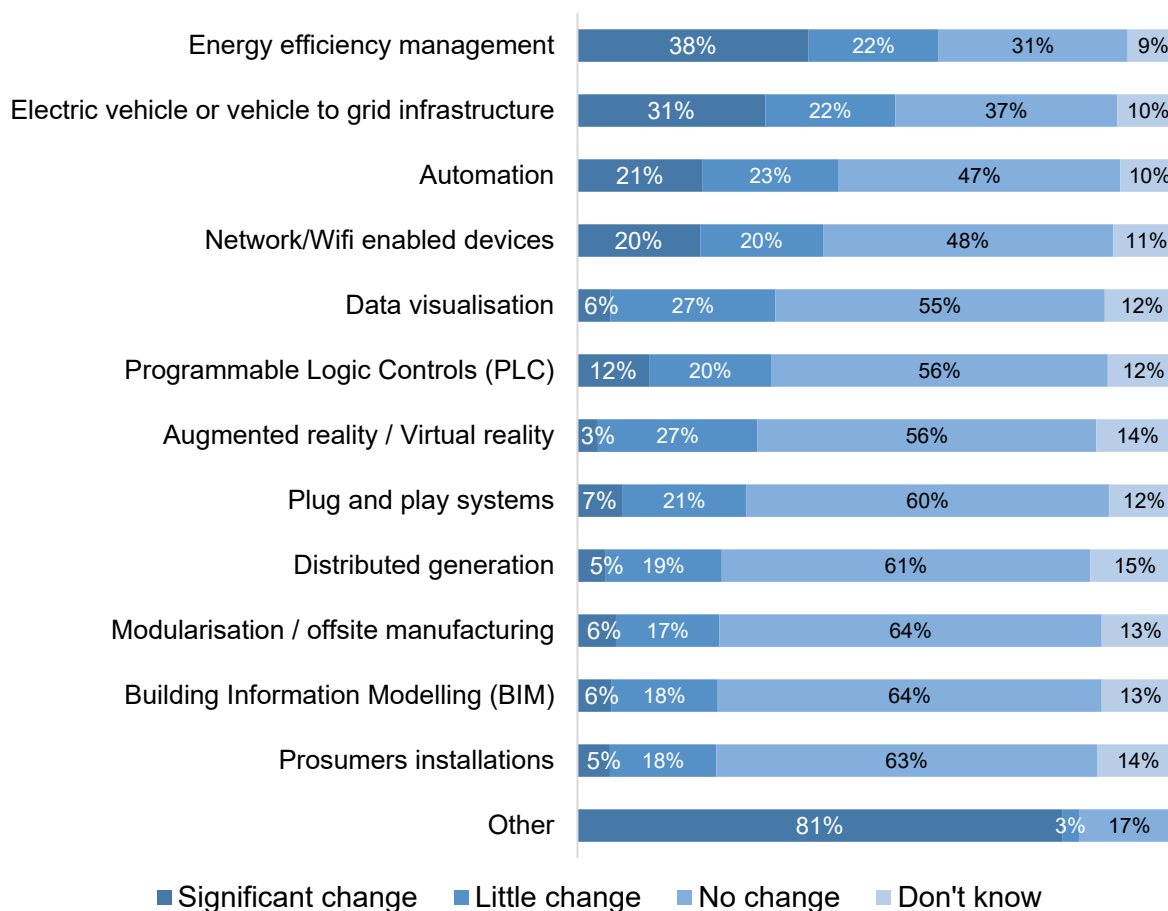 Energy efficiency management 38% 22% 31% 9%
Electric vehicle or vehicle to grid infrastructure 31% 22% 37% 10%
Automation 21% 23% 47% 10%
Network/Wifi enabled devices 20% 20% 48% 11%
Data visualisation 6% 27% 55% 12%
Programmable Logic Controls (PLC) 12% 20% 56% 12%
Augmented reality / Virtual reality 3% 27% 56% 14%
Plug and play systems 7% 21% 60% 12%
Distributed generation 5% 19% 61% 15%
Modularisation / offsite manufacturing 6% 17% 64% 13%
Building Information Modelling (BIM) 6% 18% 64% 13%
Prosumers installations 5% 18% 63% 14%
Other 81% 3% 17%
Significant change Little change No change Don't know